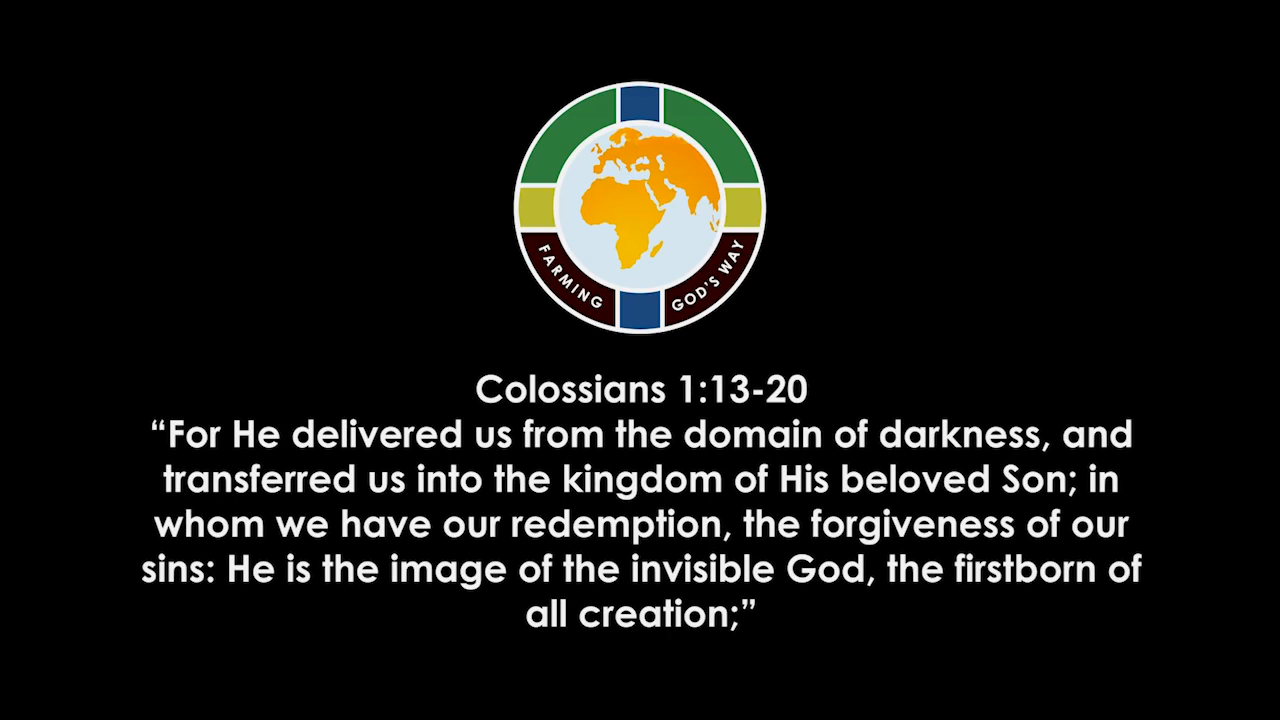 FARMING GOD'S WAY
Colossians 1:13-20
“For He delivered us from the domain of darkness, and
transferred us into the kingdom of His beloved Son; in
whom we have our redemption, the forgiveness of our
sins: He is the image of the invisible God, the firstborn of
all creation;”